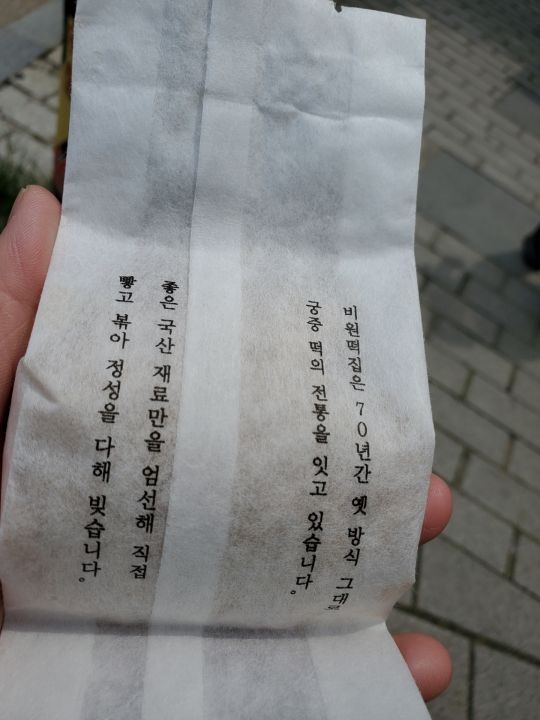 비원떡집은 70년간 옛 방식 그대로
궁중 떡의 전통을 잇고 있습니다。
좋은 국산 재료만을 엄선해 직접
빻고 볶아 정성을 다해 빚습니다。